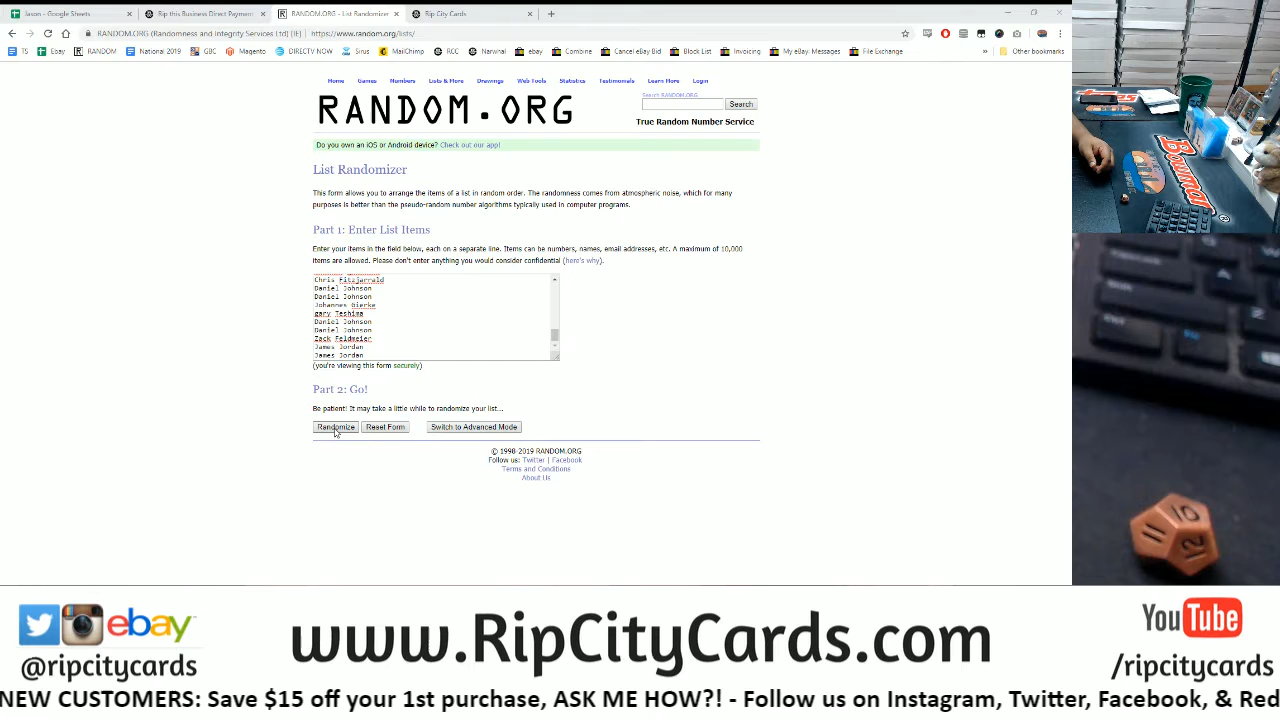 Jason - Google Sheets
Rip this Business Direct Payment
RANDOM.ORG - List Randomizer
Rip City Cards
RANDOM.ORG (Randomness and Integrity Services Ltd) [IE] | https://www.random.org/lists/
TS Ebay RANDOM National 2019 GBC Magento DIRECTV NOW Sirus MailChimp RCC Narwhal ebay Combine Cancel eBay Bid Block List Invoicing My eBay: Messages File Exchange » Other bookmarks
Home Games Numbers Lists & More Drawings Web Tools Statistics Testimonials Learn More Login
RANDOM.ORG
Search RANDOM.ORG
Search
True Random Number Service
Do you own an iOS or Android device? Check out our app!
List Randomizer
This form allows you to arrange the items of a list in random order. The randomness comes from atmospheric noise, which for many
purposes is better than the pseudo-random number algorithms typically used in computer programs.
Part 1: Enter List Items
Enter your items in the field below, each on a separate line. Items can be numbers, names, email addresses, etc. A maximum of 10,000
items are allowed. Please don't enter anything you would consider confidential (here's why).
Chris Fitzjarrald
Daniel Johnson
Daniel Johnson
Johannes Gierke
gary Teshima
Daniel Johnson
Daniel Johnson
Zack Feldmeier
James Jordan
James Jordan
(you're viewing this form securely)
Part 2: Go!
Be patient! It may take a little while to randomize your list...
Randomize Reset Form Switch to Advanced Mode
© 1998-2019 RANDOM.ORG
Follow us: Twitter | Facebook
Terms and Conditions
About Us
Bowman
10
11
ebay
@ripcitycards
www.RipCityCards.com
YouTube
/ripcitycards
NEW CUSTOMERS: Save $15 off your 1st purchase, ASK ME HOW?! - Follow us on Instagram, Twitter, Facebook, & Red